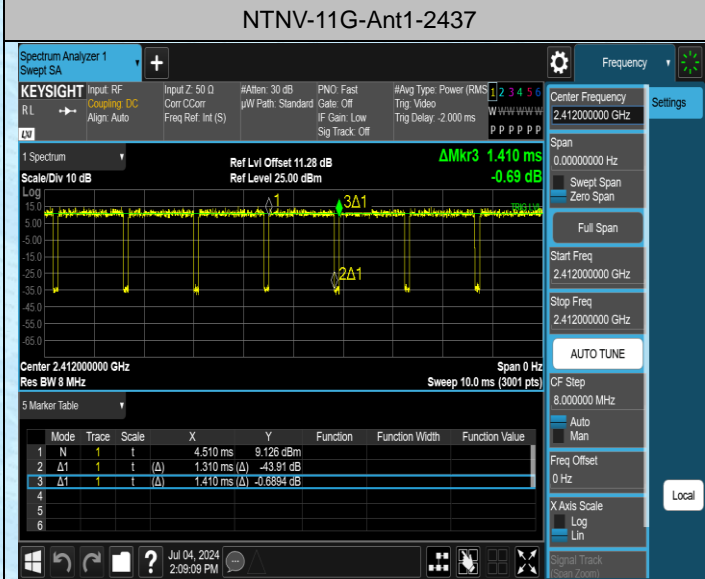 NTNV-11G-Ant1-2437
Spectrum Analyzer 1
Swept SA
Frequency
KEYSIGHT
RL
LXI
Input: RF
Coupling: DC
Align: Auto
Input Z: 50 Ω
Corr CCorr
Freq Ref: Int (S)
#Atten: 30 dB
µW Path: Standard
PNO: Fast
Gate: Off
IF Gain: Low
Sig Track: Off
#Avg Type: Power (RMS
Trig: Video
Trig Delay: -2.000 ms
1 2 3 4 5 6
W W W W W W
P P P P P P
1 Spectrum
Scale/Div 10 dB
Ref Lvl Offset 11.28 dB
Ref Level 25.00 dBm
ΔMkr3 1.410 ms
-0.69 dB
Log
15.0
5.00
-5.00
-15.0
-25.0
-35.0
-45.0
-55.0
-65.0
1
3Δ1
TRIG LVL
2Δ1
Center 2.412000000 GHz
Res BW 8 MHz
Span 0 Hz
Sweep 10.0 ms (3001 pts)
5 Marker Table
Mode Trace Scale X Y Function Function Width Function Value
1 N 1 t 4.510 ms 9.126 dBm
2 Δ1 1 t (Δ) 1.310 ms (Δ) -43.91 dB
3 Δ1 1 t (Δ) 1.410 ms (Δ) -0.6894 dB
4
5
6
Jul 04, 2024
2:09:09 PM
Center Frequency
2.412000000 GHz
Settings
Span
0.00000000 Hz
Swept Span
Zero Span
Full Span
Start Freq
2.412000000 GHz
Stop Freq
2.412000000 GHz
AUTO TUNE
CF Step
8.000000 MHz
Auto
Man
Freq Offset
0 Hz
X Axis Scale
Log
Lin
Local
Signal Track
(Span Zoom)